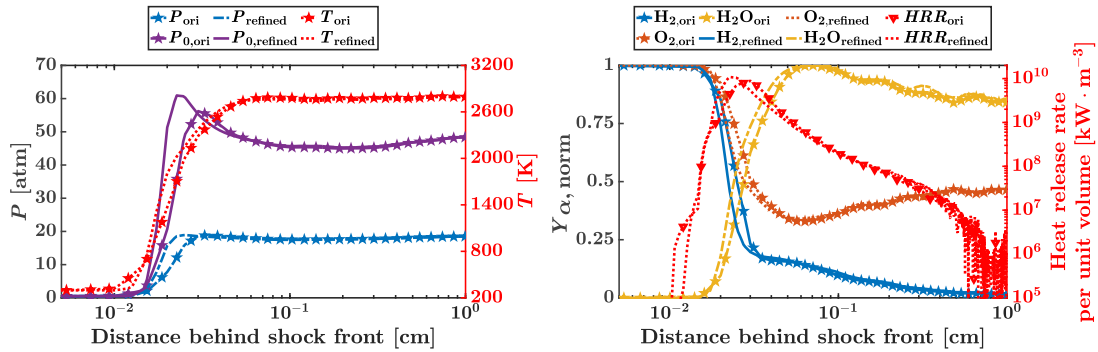 P_ori P_refined T_ori
P_0,ori P_0,refined T_refined
70
60
50
40
30
20
10
0
P [atm]
3200
2600
2000
1400
800
200
T [K]
10^-2 10^-1 10^0
Distance behind shock front [cm]
H_2,ori H_2O_ori O_2,refined HRR_ori
O_2,ori H_2,refined H_2O_refined HRR_refined
1
0.75
0.5
0.25
0
Y_α, norm
10^10
10^9
10^8
10^7
10^6
10^5
Heat release rate
per unit volume [kW · m^-3]
10^-2 10^-1 10^0
Distance behind shock front [cm]